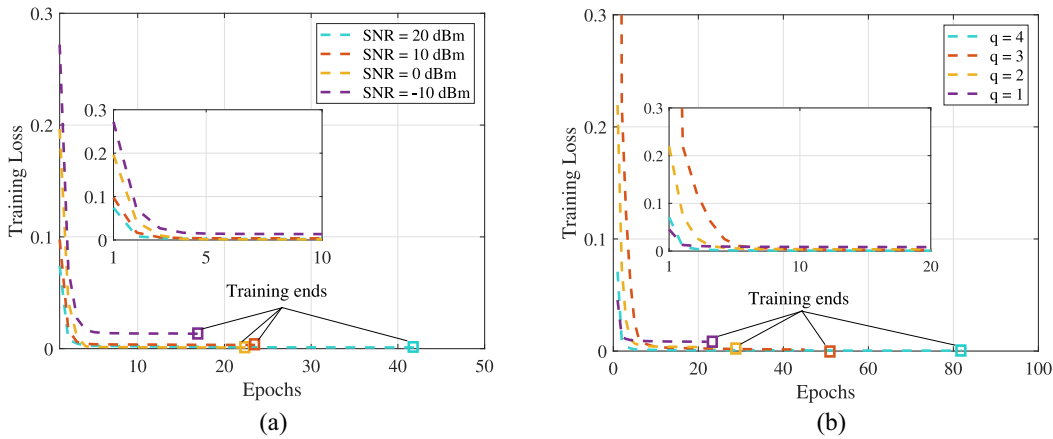 0.3
0.2
0.1
0
0 10 20 30 40 50
Training Loss
Epochs
SNR = 20 dBm
SNR = 10 dBm
SNR = 0 dBm
SNR = -10 dBm
0.3
0.2
0.1
0
1 5 10
Training ends
(a)
0.3
0.2
0.1
0
0 20 40 60 80 100
Training Loss
Epochs
q = 4
q = 3
q = 2
q = 1
0.3
0.2
0.1
0
1 10 20
Training ends
(b)